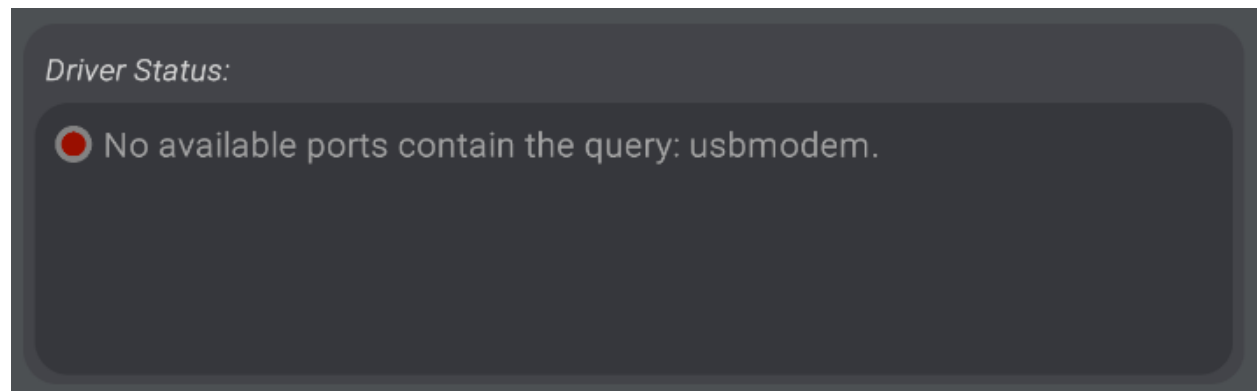 Driver Status:
No available ports contain the query: usbmodem.